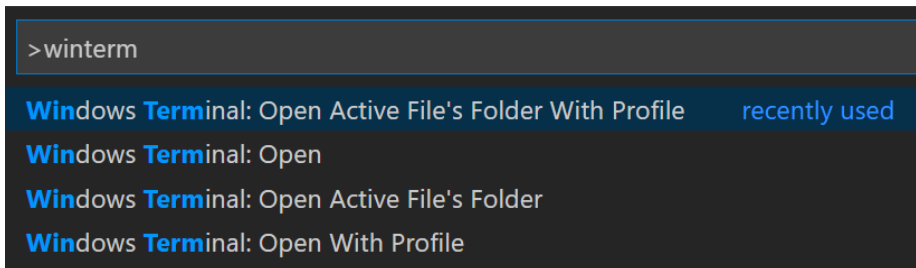 >winterm
Windows Terminal: Open Active File's Folder With Profile recently used
Windows Terminal: Open
Windows Terminal: Open Active File's Folder
Windows Terminal: Open With Profile